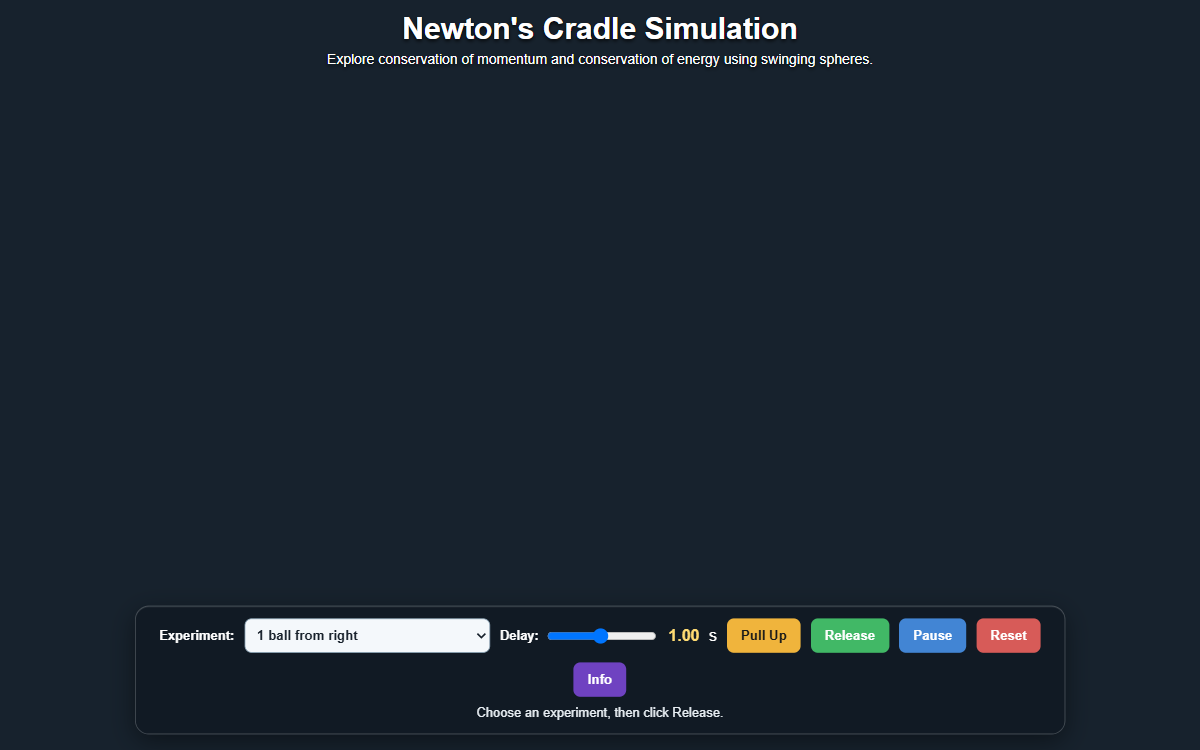 Newton's Cradle Simulation
Explore conservation of momentum and conservation of energy using swinging spheres.
Experiment: 1 ball from right Delay: 1.00 s Pull Up Release Pause Reset
Info
Choose an experiment, then click Release.